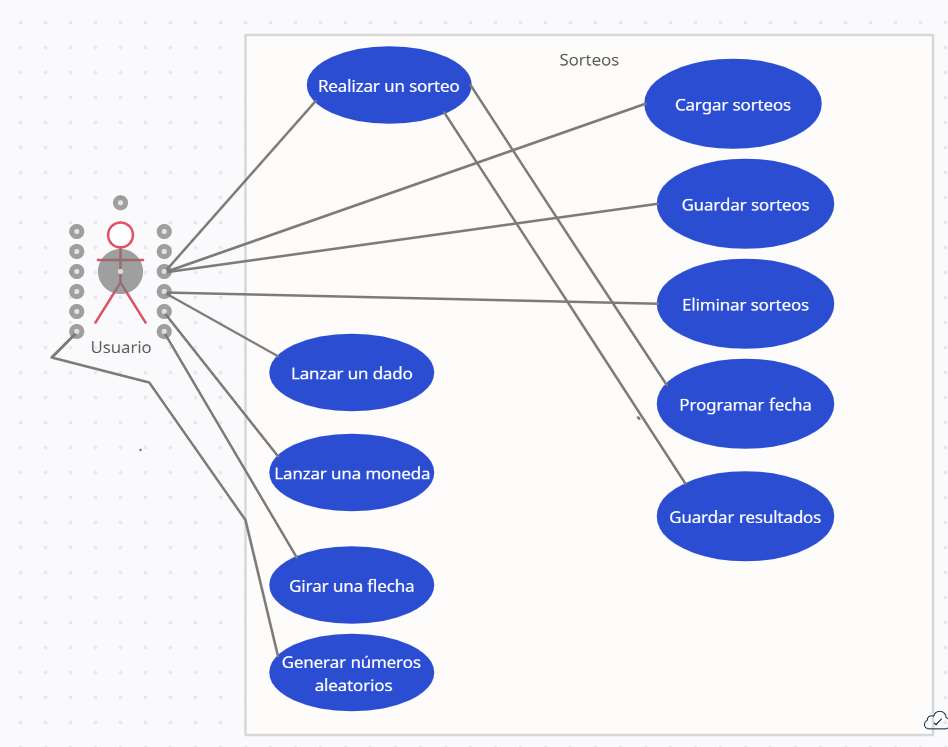 Sorteos
Realizar un sorteo
Cargar sorteos
Guardar sorteos
Eliminar sorteos
Usuario
Lanzar un dado
Programar fecha
Lanzar una moneda
Guardar resultados
Girar una flecha
Generar números
aleatorios